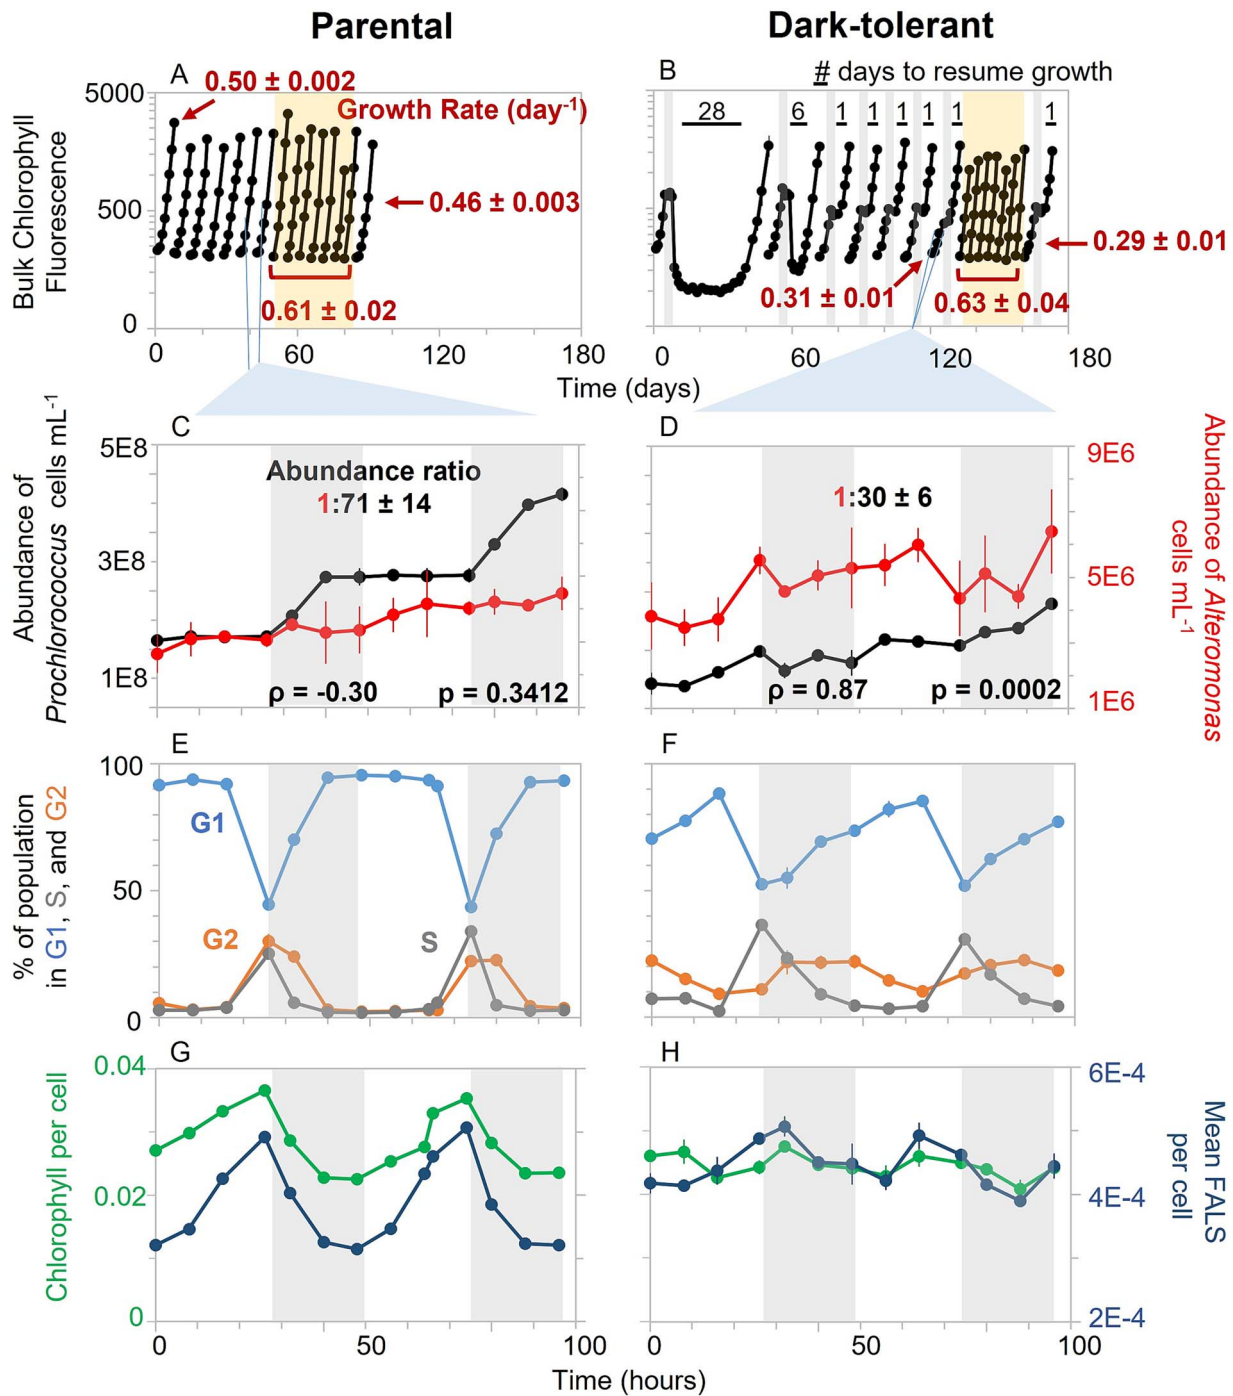 Parental
Dark-tolerant
A
0.50 ± 0.002
B
# days to resume growth
5000
500
0
Bulk Chlorophyll
Fluorescence
Growth Rate (day⁻¹)
0.46 ± 0.003
0.61 ± 0.02
28
6
1
1
1
1
1
1
0.31 ± 0.01
0.63 ± 0.04
0.29 ± 0.01
0
60
120
180
0
60
120
180
Time (days)
C
5E8
3E8
1E8
Abundance of
Prochlorococcus cells mL⁻¹
Abundance ratio
1:71 ± 14
ρ = -0.30
p = 0.3412
D
1:30 ± 6
ρ = 0.87
p = 0.0002
9E6
5E6
1E6
Abundance of Alteromonas
cells mL⁻¹
E
100
50
0
% of population
in G1, S, and G2
G1
G2
S
F
G
0.04
0.02
0
Chlorophyll per cell
H
6E-4
4E-4
2E-4
Mean FALS
per cell
0
50
100
0
50
100
Time (hours)